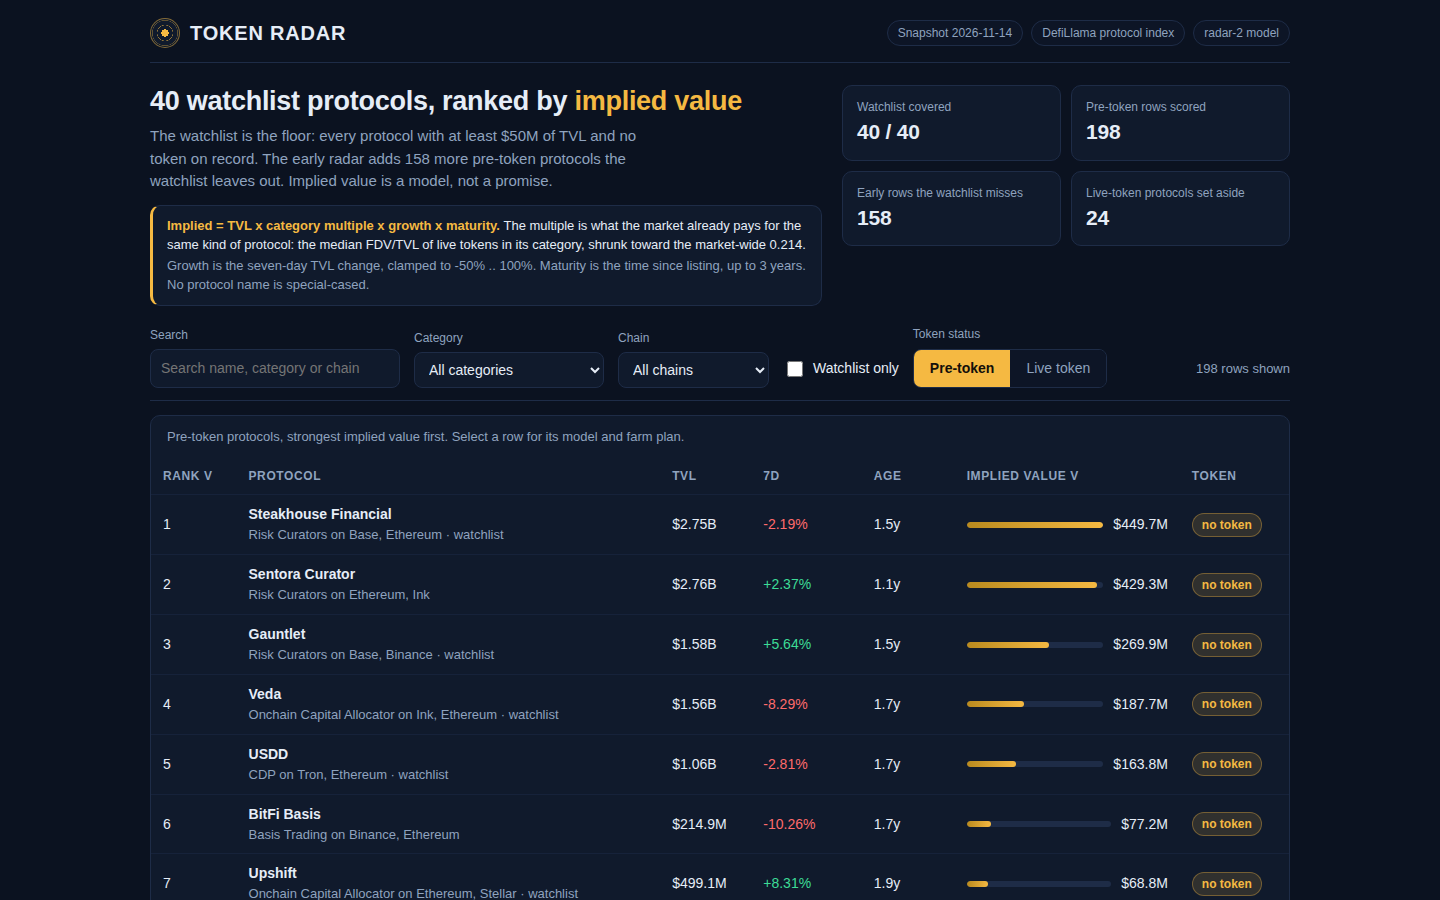 TOKEN RADAR
Snapshot 2026-11-14
DefiLlama protocol index
radar-2 model
40 watchlist protocols, ranked by implied value
The watchlist is the floor: every protocol with at least $50M of TVL and no
token on record. The early radar adds 158 more pre-token protocols the
watchlist leaves out. Implied value is a model, not a promise.
Implied = TVL x category multiple x growth x maturity. The multiple is what the market already pays for the
same kind of protocol: the median FDV/TVL of live tokens in its category, shrunk toward the market-wide 0.214.
Growth is the seven-day TVL change, clamped to -50% .. 100%. Maturity is the time since listing, up to 3 years.
No protocol name is special-cased.
Watchlist covered
40 / 40
Pre-token rows scored
198
Early rows the watchlist misses
158
Live-token protocols set aside
24
Search
Search name, category or chain
Category
All categories
Chain
All chains
Watchlist only
Token status
Pre-token
Live token
198 rows shown
Pre-token protocols, strongest implied value first. Select a row for its model and farm plan.
RANK V PROTOCOL TVL 7D AGE IMPLIED VALUE V TOKEN
1 Steakhouse Financial $2.75B -2.19% 1.5y $449.7M no token
Risk Curators on Base, Ethereum · watchlist
2 Sentora Curator $2.76B +2.37% 1.1y $429.3M no token
Risk Curators on Ethereum, Ink
3 Gauntlet $1.58B +5.64% 1.5y $269.9M no token
Risk Curators on Base, Binance · watchlist
4 Veda $1.56B -8.29% 1.7y $187.7M no token
Onchain Capital Allocator on Ink, Ethereum · watchlist
5 USDD $1.06B -2.81% 1.7y $163.8M no token
CDP on Tron, Ethereum · watchlist
6 BitFi Basis $214.9M -10.26% 1.7y $77.2M no token
Basis Trading on Binance, Ethereum
7 Upshift $499.1M +8.31% 1.9y $68.8M no token
Onchain Capital Allocator on Ethereum, Stellar · watchlist